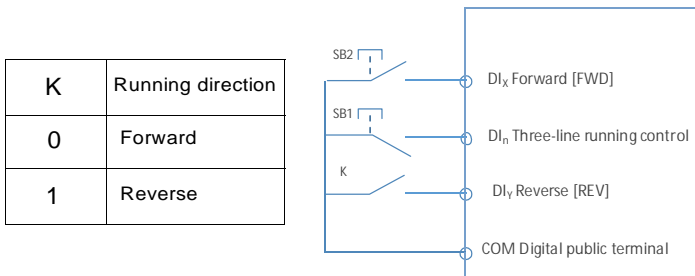 K Running direction
0 Forward
1 Reverse
SB2
DIX Forward [FWD]
SB1
DIn Three-line running control
K
DIY Reverse [REV]
COM Digital public terminal